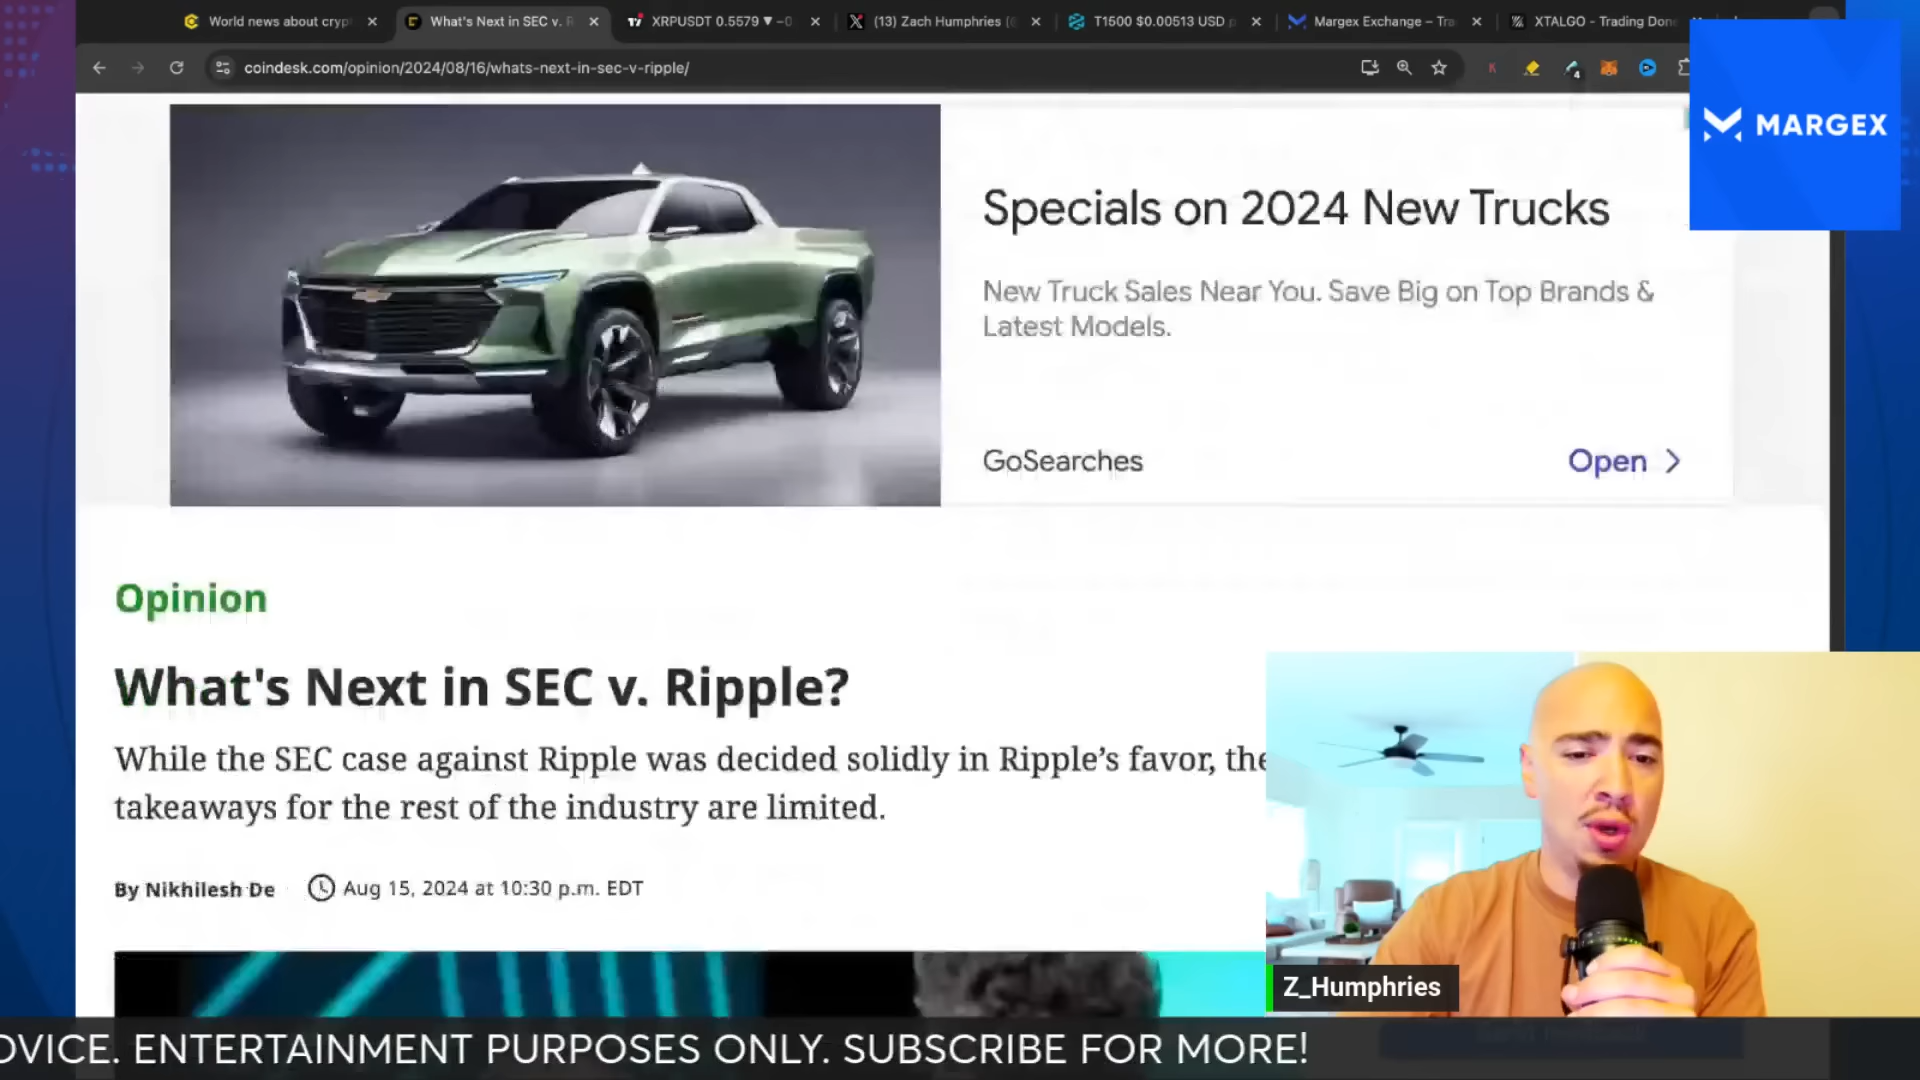 World news about cryp
What's Next in SEC v. R
XRPUSDT 0.5579 ▼ −0
(13) Zach Humphries (
T1500 $0.00513 USD
Margex Exchange – Tra
XTALGO - Trading Don
coindesk.com/opinion/2024/08/16/whats-next-in-sec-v-ripple/
4
MARGEX
Specials on 2024 New Trucks
New Truck Sales Near You. Save Big on Top Brands &
Latest Models.
GoSearches
Open
Opinion
What's Next in SEC v. Ripple?
While the SEC case against Ripple was decided solidly in Ripple’s favor, the
takeaways for the rest of the industry are limited.
By Nikhilesh De
Aug 15, 2024 at 10:30 p.m. EDT
Z_Humphries
DVICE. ENTERTAINMENT PURPOSES ONLY. SUBSCRIBE FOR MORE!